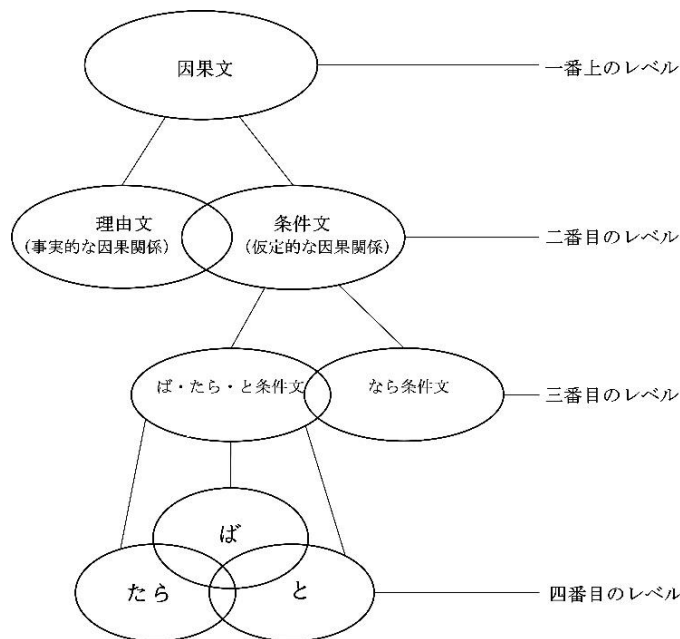 因果文
一番上のレベル
理由文
(事実的な因果関係)
条件文
(仮定的な因果関係)
二番目のレベル
ば・たら・と条件文
なら条件文
三番目のレベル
ば
たら
と
四番目のレベル